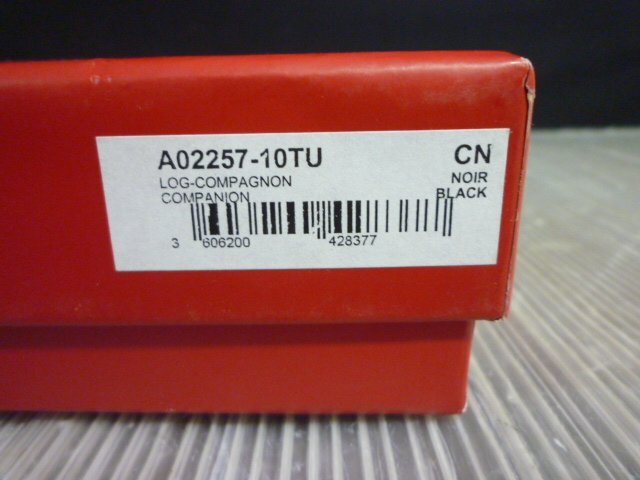 A02257-10TU CN
LOG-COMPAGNON NOIR
COMPANION BLACK
3 606200 428377